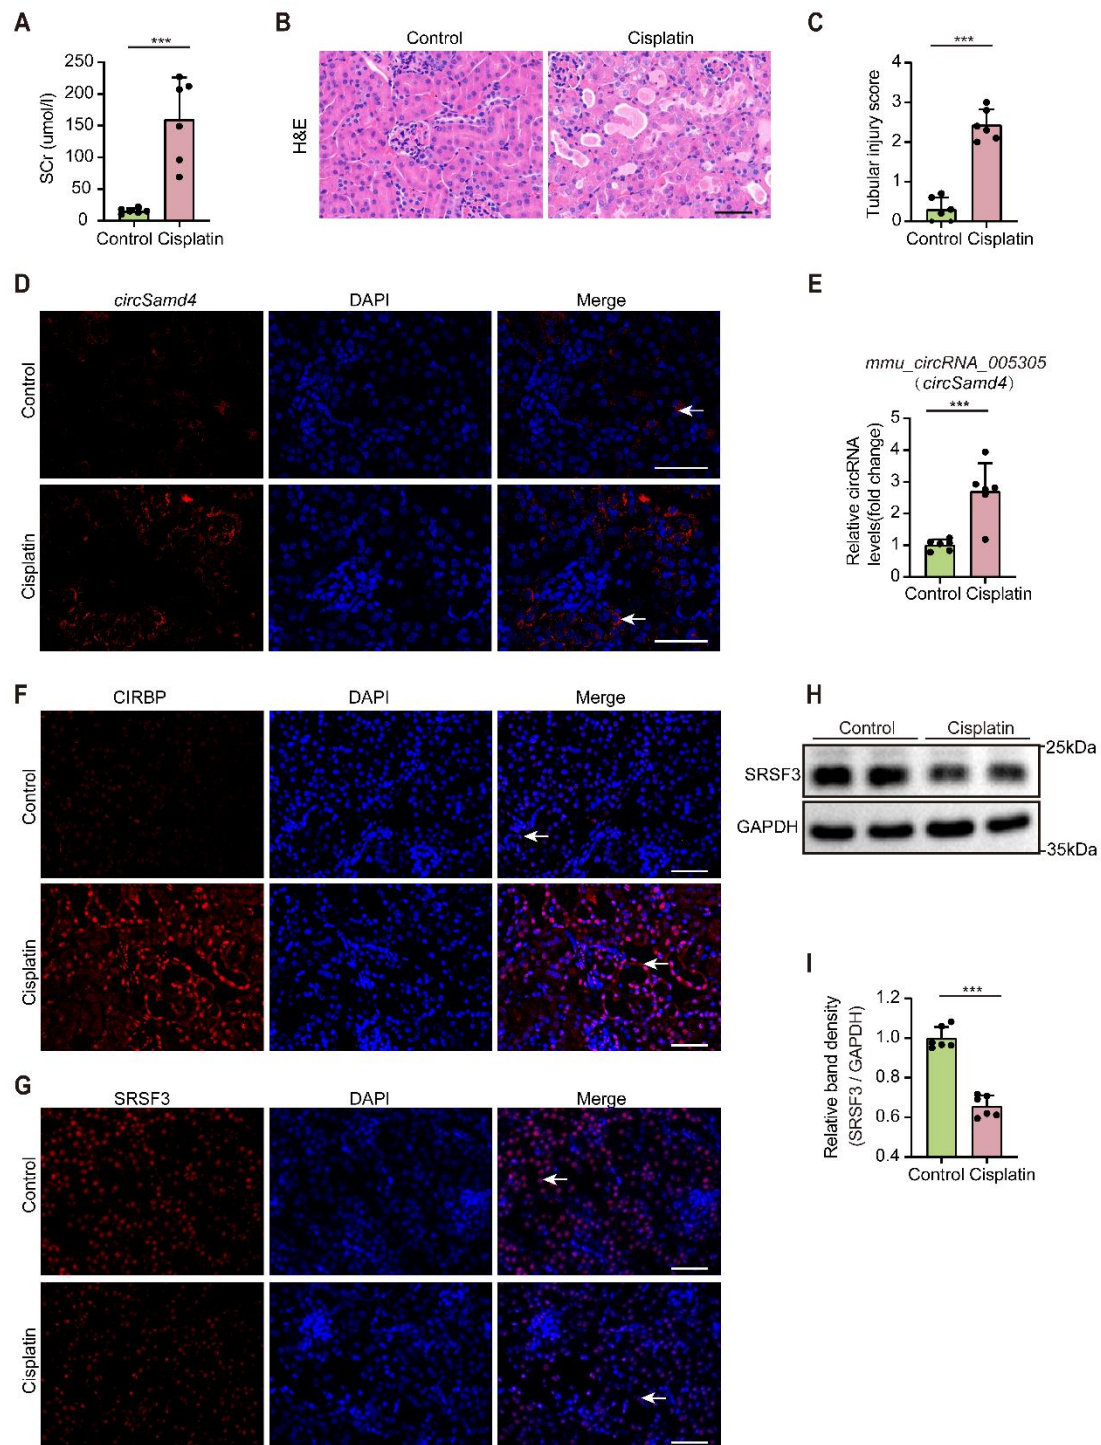 A
***
SCr (umol/l)
250
200
150
100
50
0
Control Cisplatin
B
Control Cisplatin
H&E
C
***
Tubular injury score
4
3
2
1
0
Control Cisplatin
D
circSamd4 DAPI Merge
Control
Cisplatin
E
mmu_circRNA_005305
(circSamd4)
***
Relative circRNA
levels(fold change)
5
4
3
2
1
0
Control Cisplatin
F
CIRBP DAPI Merge
Control
Cisplatin
G
SRSF3 DAPI Merge
Control
Cisplatin
H
Control Cisplatin
25kDa
SRSF3
GAPDH
35kDa
I
***
Relative band density
(SRSF3 / GAPDH)
1.2
1.0
0.8
0.6
0.4
Control Cisplatin